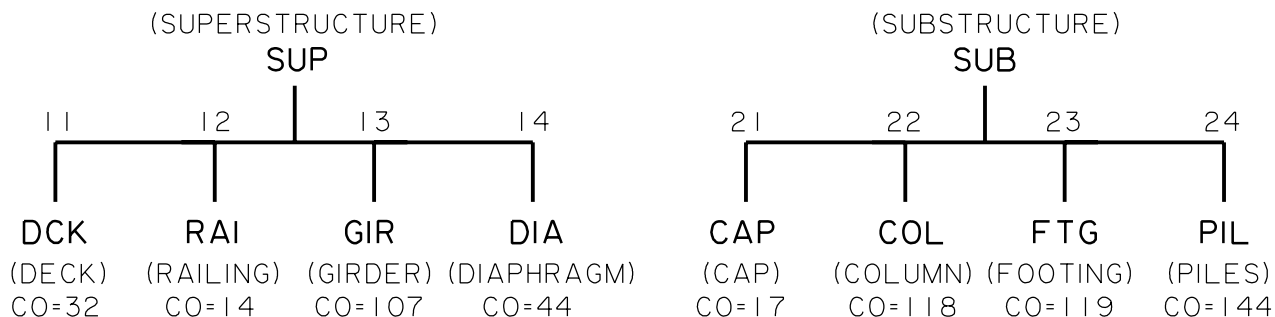 (SUPERSTRUCTURE) (SUBSTRUCTURE)
SUP SUB
11 12 13 14 21 22 23 24
DCK RAI GIR DIA CAP COL FTG PIL
(DECK) (RAILING) (GIRDER) (DIAPHRAGM) (CAP) (COLUMN) (FOOTING) (PILES)
CO=32 CO=14 CO=107 CO=44 CO=17 CO=118 CO=119 CO=144